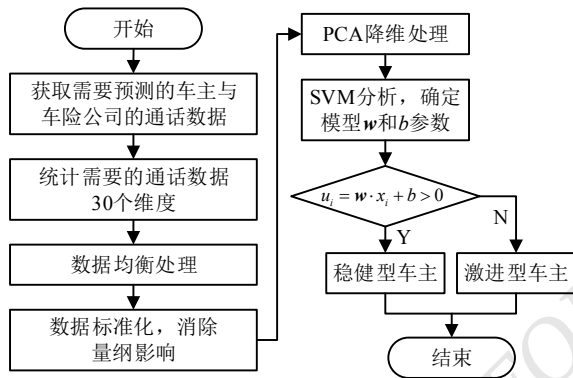 开始
获取需要预测的车主与
车险公司的通话数据
统计需要的通话数据
30个维度
数据均衡处理
数据标准化，消除
量纲影响
PCA降维处理
SVM分析，确定
模型w和b参数
u_i = w · x_i + b > 0
Y
N
稳健型车主
激进型车主
结束